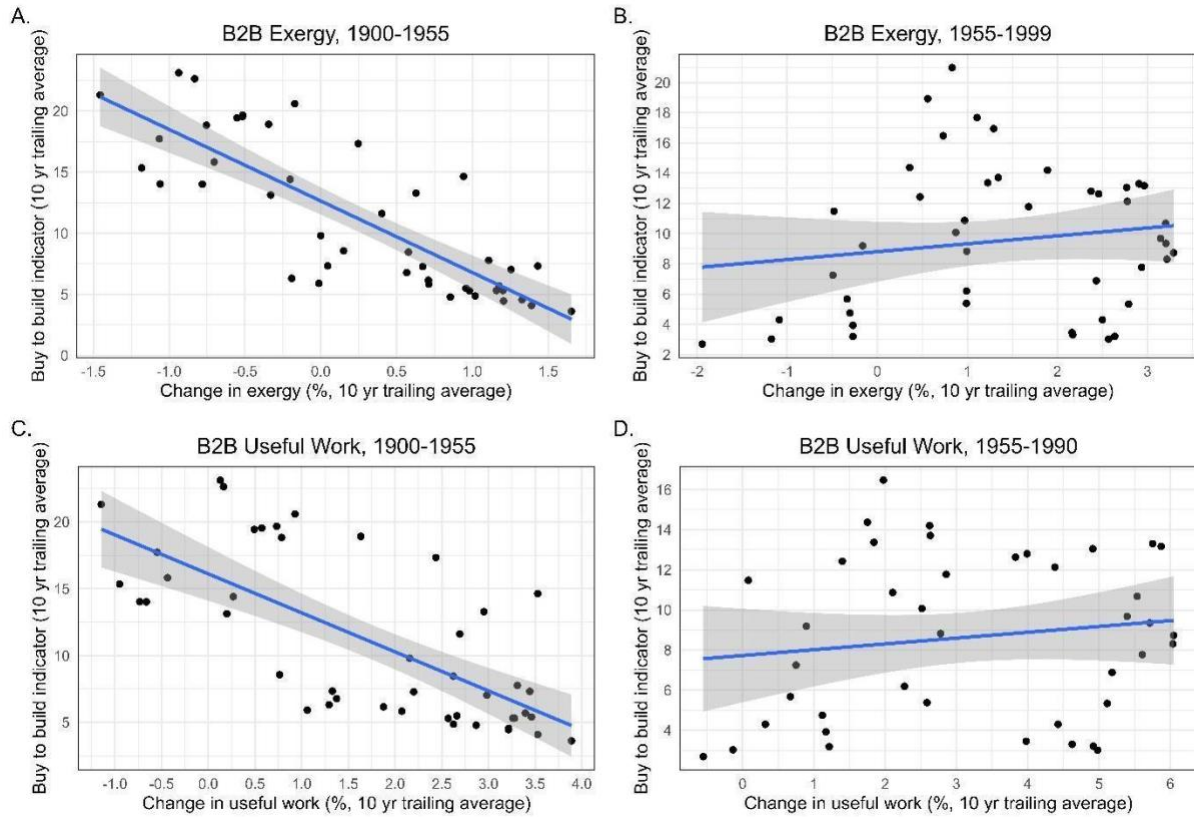 A.
B2B Exergy, 1900-1955
Buy to build indicator (10 yr trailing average)
20
15
10
5
0
-1.5 -1.0 -0.5 0.0 0.5 1.0 1.5
Change in exergy (%, 10 yr trailing average)
B.
B2B Exergy, 1955-1999
Buy to build indicator (10 yr trailing average)
20
18
16
14
12
10
8
6
4
2
-2 -1 0 1 2 3
Change in exergy (%, 10 yr trailing average)
C.
B2B Useful Work, 1900-1955
Buy to build indicator (10 yr trailing average)
20
15
10
5
-1.0 -0.5 0.0 0.5 1.0 1.5 2.0 2.5 3.0 3.5 4.0
Change in useful work (%, 10 yr trailing average)
D.
B2B Useful Work, 1955-1990
Buy to build indicator (10 yr trailing average)
16
14
12
10
8
6
4
0 1 2 3 4 5 6
Change in useful work (%, 10 yr trailing average)